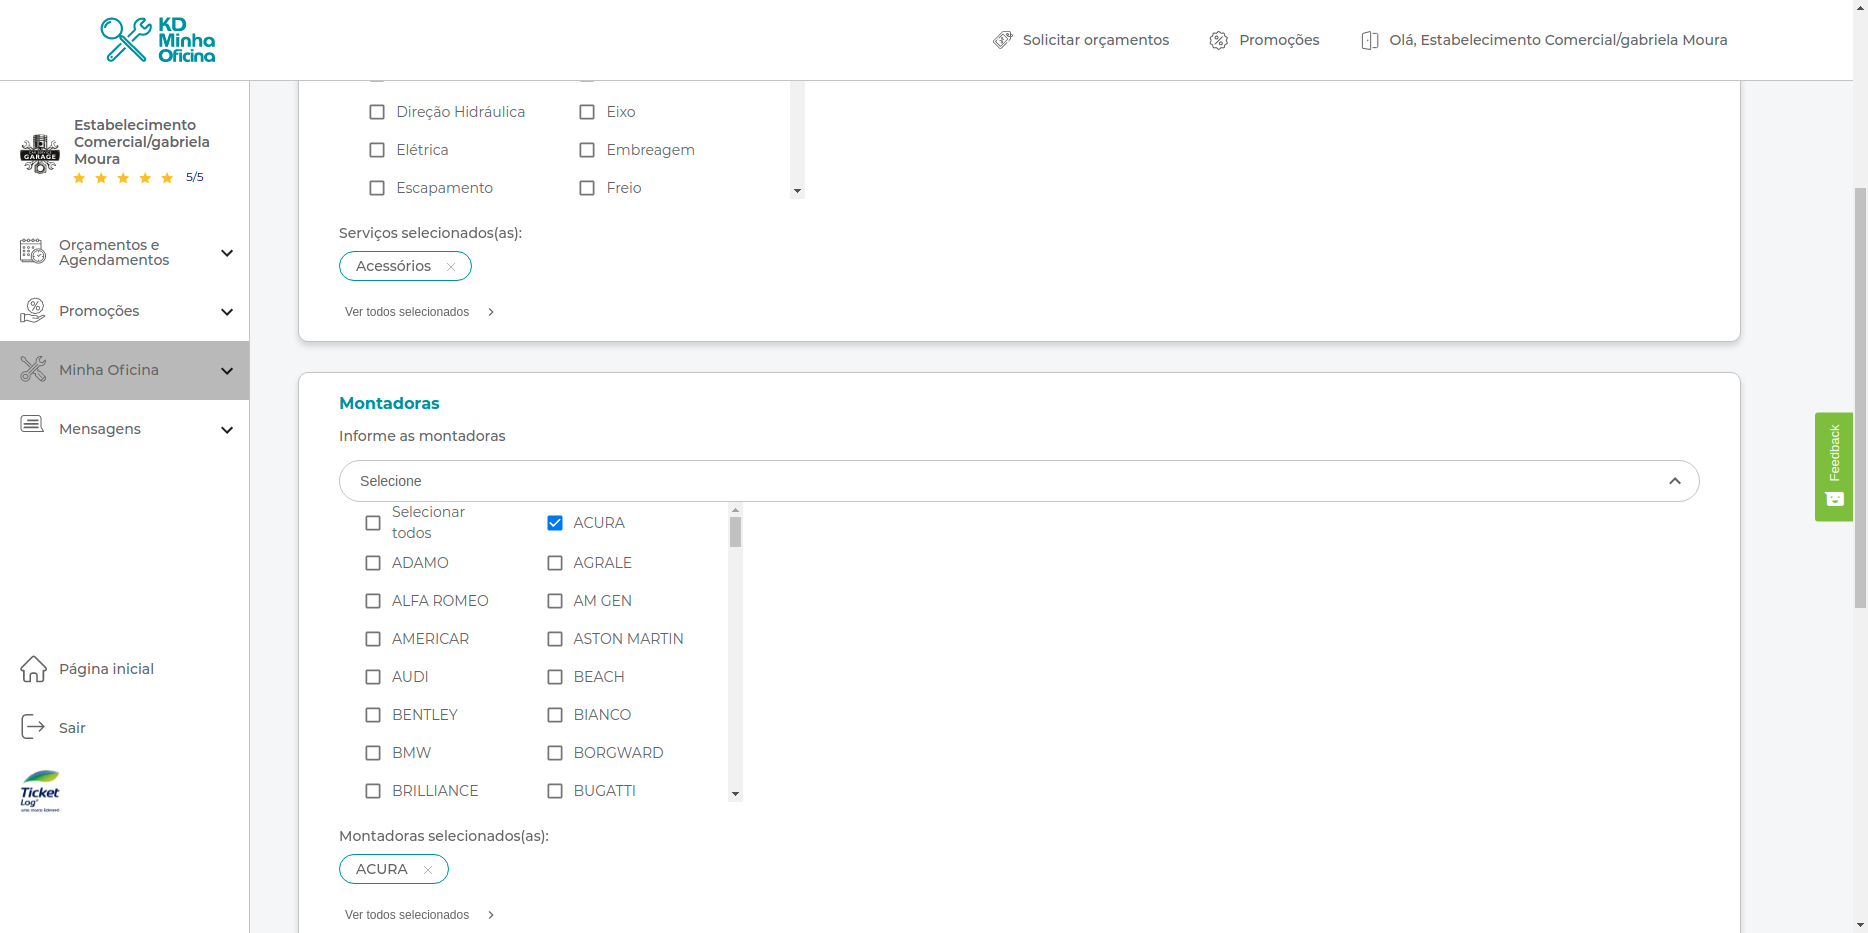 KD
Minha
Oficina
Solicitar orçamentos
Promoções
Olá, Estabelecimento Comercial/gabriela Moura
GARAGE
Estabelecimento
Comercial/gabriela
Moura
5/5
Orçamentos e
Agendamentos
Promoções
Minha Oficina
Mensagens
Página inicial
Sair
Ticket
Log
Direção Hidráulica
Eixo
Elétrica
Embreagem
Escapamento
Freio
Serviços selecionados(as):
Acessórios
Ver todos selecionados
Montadoras
Informe as montadoras
Selecione
Selecionar
todos
ACURA
ADAMO
AGRALE
ALFA ROMEO
AM GEN
AMERICAR
ASTON MARTIN
AUDI
BEACH
BENTLEY
BIANCO
BMW
BORGWARD
BRILLIANCE
BUGATTI
Montadoras selecionados(as):
ACURA
Ver todos selecionados
Feedback